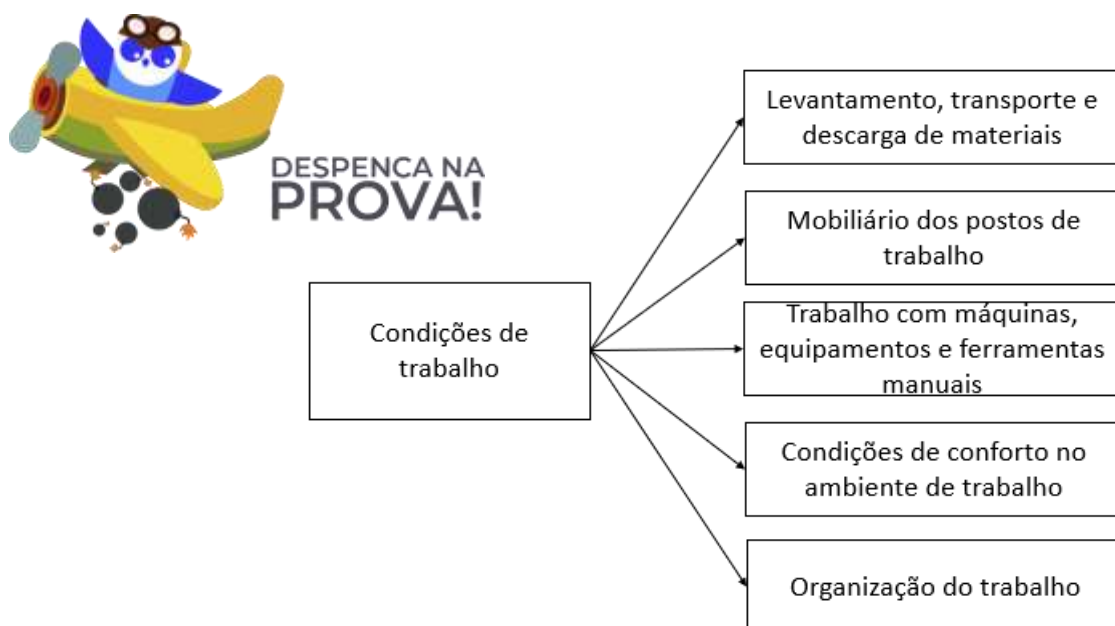 DESPENCA NA
PROVA!
Condições de
trabalho
Levantamento, transporte e
descarga de materiais
Mobiliário dos postos de
trabalho
Trabalho com máquinas,
equipamentos e ferramentas
manuais
Condições de conforto no
ambiente de trabalho
Organização do trabalho